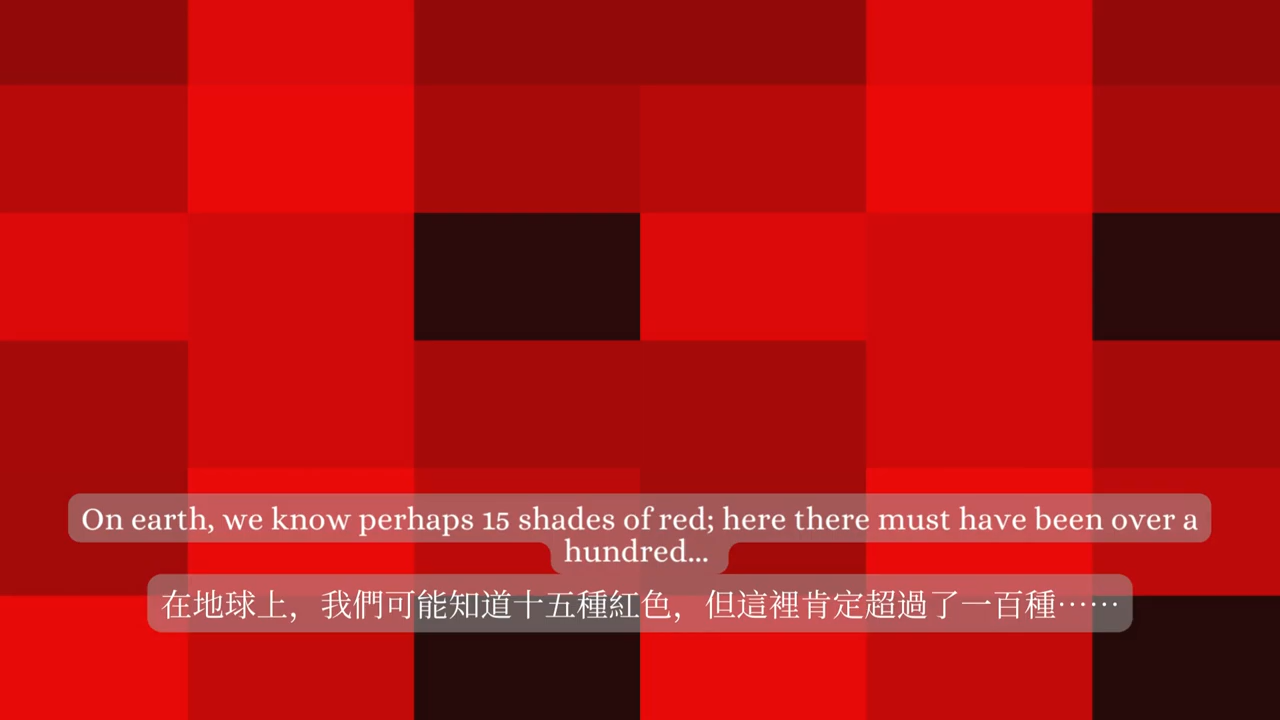 On earth, we know perhaps 15 shades of red; here there must have been over a
hundred...
在地球上，我們可能知道十五種紅色，但這裡肯定超過了一百種⋯⋯